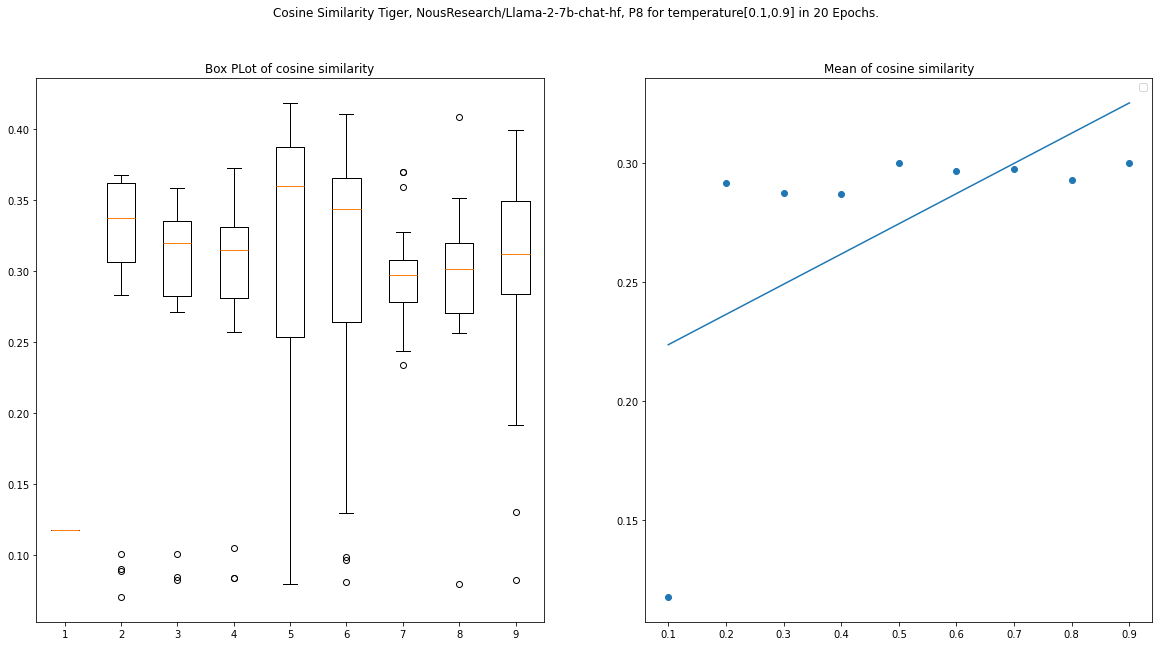 Cosine Similarity Tiger, NousResearch/Llama-2-7b-chat-hf, P8 for temperature[0.1,0.9] in 20 Epochs.
Box PLot of cosine similarity
0.40
0.35
0.30
0.25
0.20
0.15
0.10
1 2 3 4 5 6 7 8 9
Mean of cosine similarity
0.30
0.25
0.20
0.15
0.1 0.2 0.3 0.4 0.5 0.6 0.7 0.8 0.9